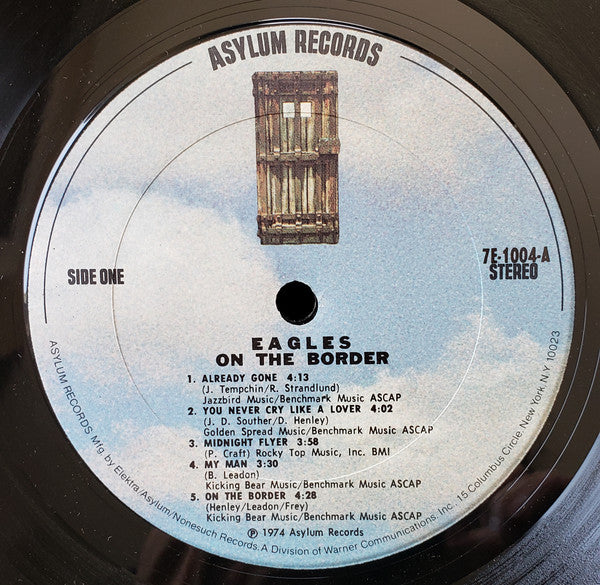 ASYLUM RECORDS
SIDE ONE
7E-1004-A
STEREO
EAGLES
ON THE BORDER
1. ALREADY GONE 4:13
(J. Tempchin/R. Strandlund)
Jazzbird Music/Benchmark Music ASCAP
2. YOU NEVER CRY LIKE A LOVER 4:02
(J. D. Souther/D. Henley)
Golden Spread Music/Benchmark Music ASCAP
3. MIDNIGHT FLYER 3:58
(P. Craft) Rocky Top Music, Inc. BMI
4. MY MAN 3:30
(B. Leadon)
Kicking Bear Music/Benchmark Music ASCAP
5. ON THE BORDER 4:28
(Henley/Leadon/Frey)
Kicking Bear Music/Benchmark Music ASCAP
℗ 1974 Asylum Records
ASYLUM RECORDS Mfg. by Elektra/Asylum/Nonesuch Records. A Division of Warner Communications. Inc. 15 Columbus Circle, New York, N.Y. 10023